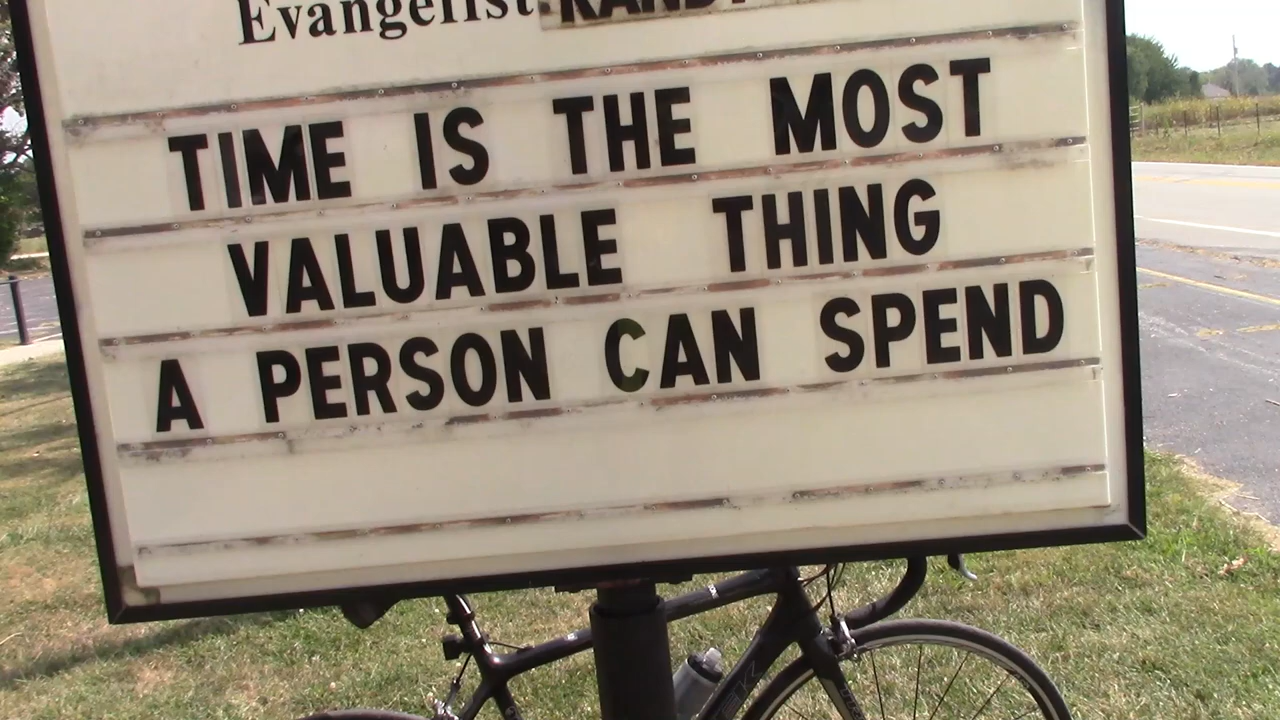 Evangelist:
TIME IS THE MOST
VALUABLE THING
A PERSON CAN SPEND